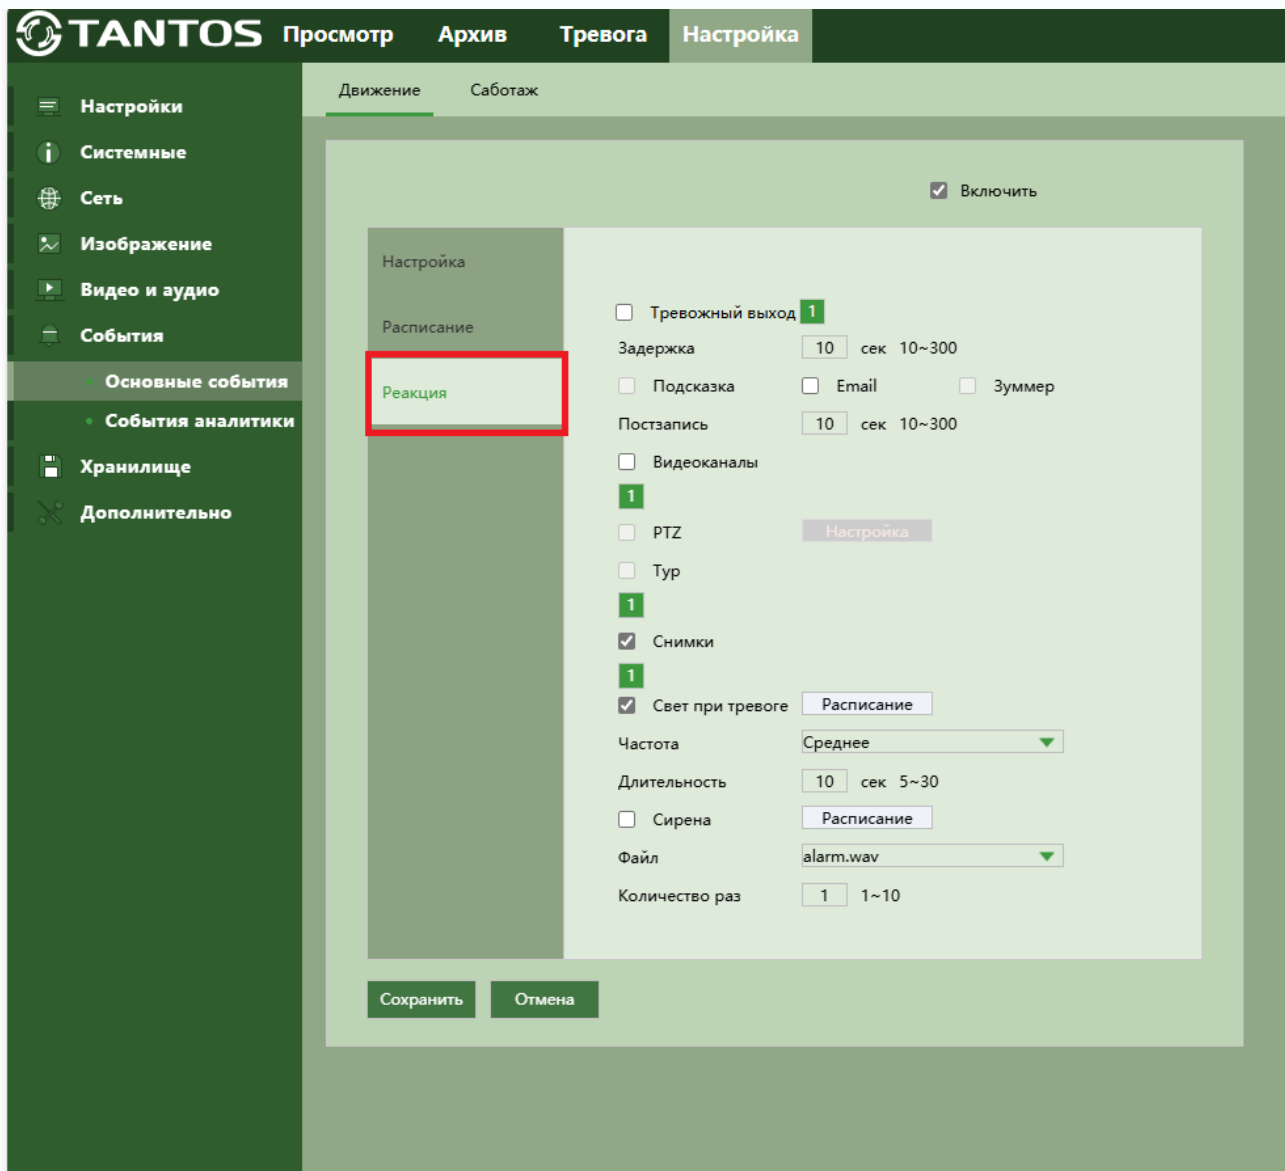 TANTOS Просмотр Архив Тревога Настройка
Движение Саботаж
Настройки
Системные
Сеть
Изображение
Видео и аудио
События
Основные события
События аналитики
Хранилище
Дополнительно
Включить
Настройка
Расписание
Реакция
Тревожный выход 1
Задержка 10 сек 10~300
Подсказка Email Зуммер
Постзапись 10 сек 10~300
Видеоканалы
1
PTZ Настройка
Тур
1
Снимки
1
Свет при тревоге Расписание
Частота Среднее
Длительность 10 сек 5~30
Сирена Расписание
Файл alarm.wav
Количество раз 1 1~10
Сохранить Отмена